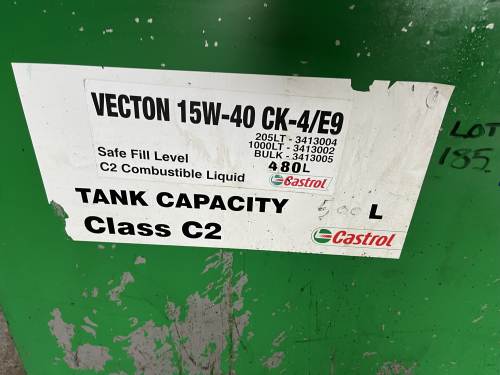 VECTON 15W-40 CK-4/E9
205LT - 3413004
1000LT - 3413002
BULK - 3413005
Safe Fill Level 480L
C2 Combustible Liquid Castrol
TANK CAPACITY 500 L
Class C2 Castrol
LOT
185